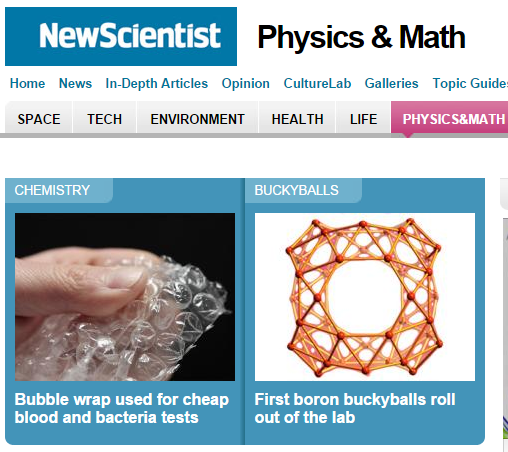 NewScientist Physics & Math
Home News In-Depth Articles Opinion CultureLab Galleries Topic Guides
SPACE TECH ENVIRONMENT HEALTH LIFE PHYSICS&MATH
CHEMISTRY BUCKYBALLS
Bubble wrap used for cheap
blood and bacteria tests
First boron buckyballs roll
out of the lab